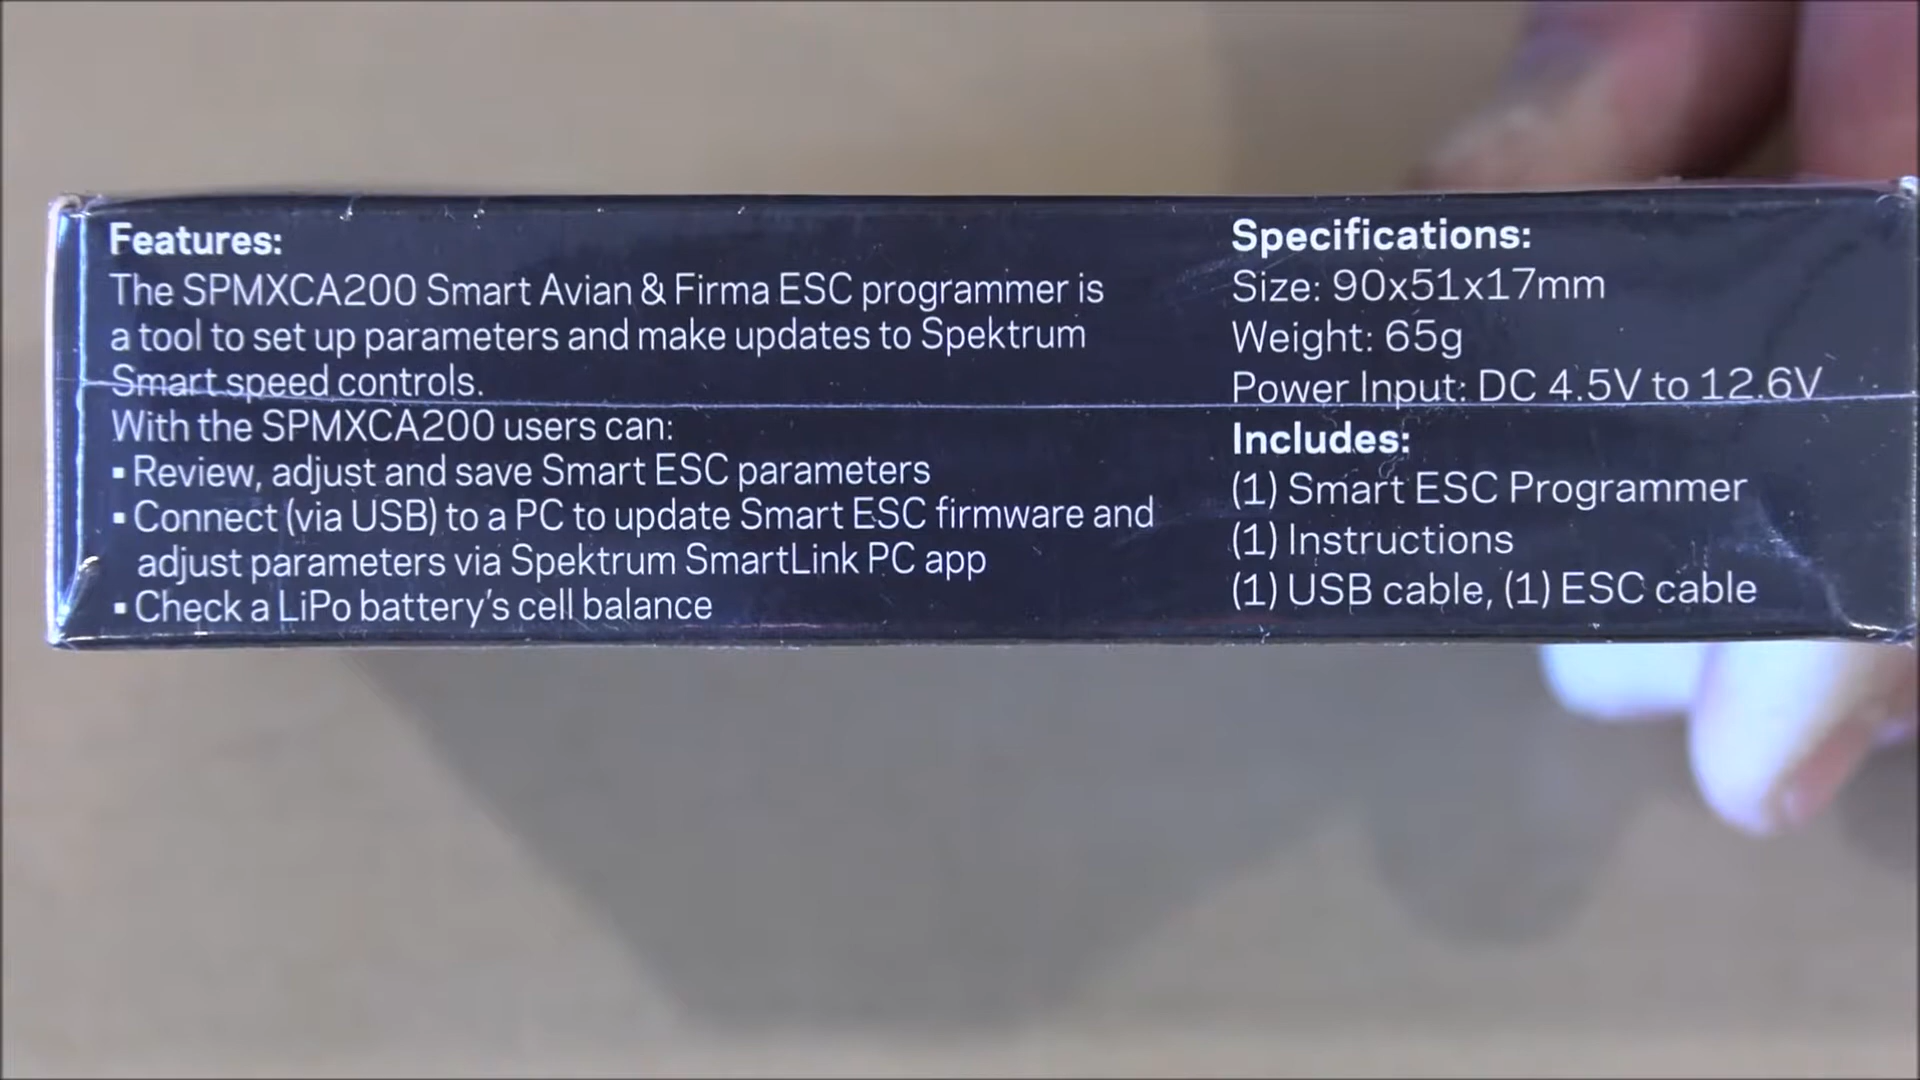 Features:
The SPMXCA200 Smart Avian & Firma ESC programmer is
a tool to set up parameters and make updates to Spektrum
Smart speed controls.
With the SPMXCA200 users can:
▪ Review, adjust and save Smart ESC parameters
▪ Connect (via USB) to a PC to update Smart ESC firmware and
adjust parameters via Spektrum SmartLink PC app
▪ Check a LiPo battery's cell balance
Specifications:
Size: 90x51x17mm
Weight: 65g
Power Input: DC 4.5V to 12.6V
Includes:
(1) Smart ESC Programmer
(1) Instructions
(1) USB cable, (1) ESC cable